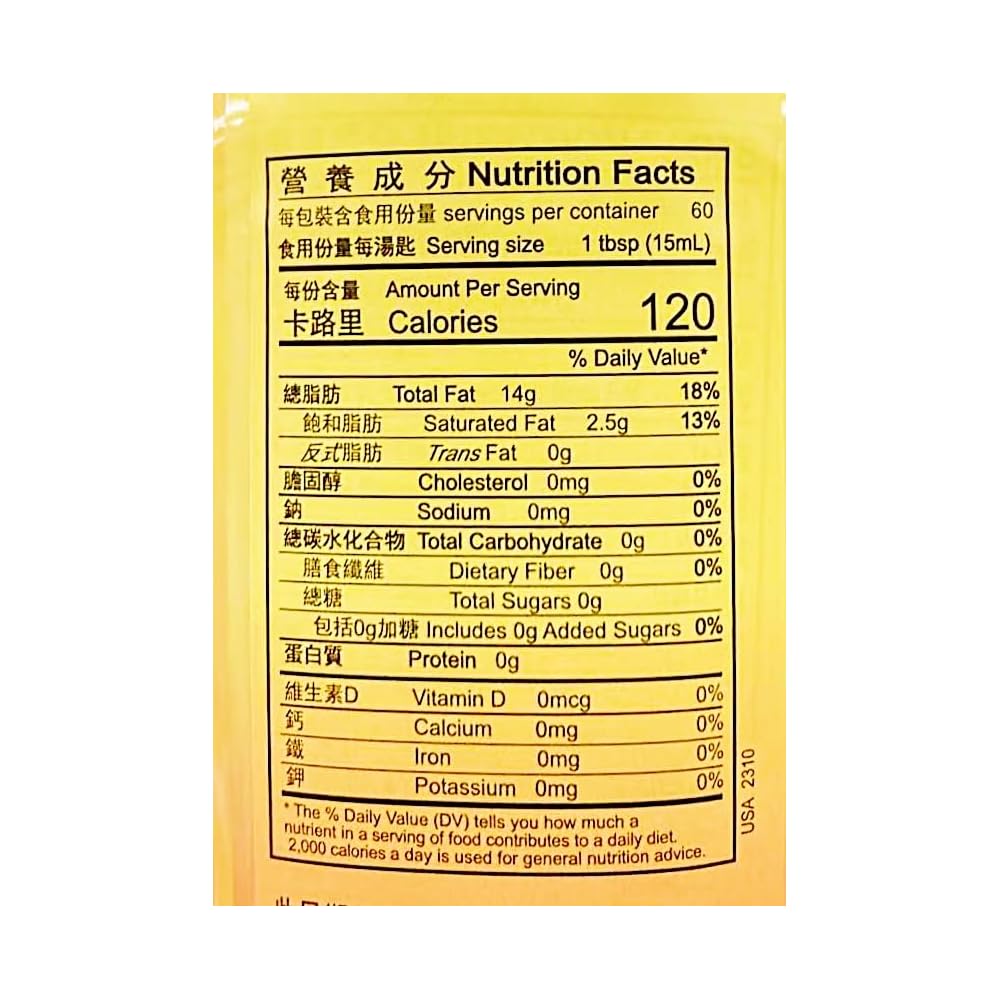 營養成分 Nutrition Facts
每包裝含食用份量 servings per container 60
食用份量每湯匙 Serving size 1 tbsp (15mL)
每份含量 Amount Per Serving
卡路里 Calories 120
% Daily Value*
總脂肪 Total Fat 14g 18%
飽和脂肪 Saturated Fat 2.5g 13%
反式脂肪 Trans Fat 0g
膽固醇 Cholesterol 0mg 0%
鈉 Sodium 0mg 0%
總碳水化合物 Total Carbohydrate 0g 0%
膳食纖維 Dietary Fiber 0g 0%
總糖 Total Sugars 0g
包括0g加糖 Includes 0g Added Sugars 0%
蛋白質 Protein 0g
維生素D Vitamin D 0mcg 0%
鈣 Calcium 0mg 0%
鐵 Iron 0mg 0%
鉀 Potassium 0mg 0%
* The % Daily Value (DV) tells you how much a
nutrient in a serving of food contributes to a daily diet.
2,000 calories a day is used for general nutrition advice.
USA 2310